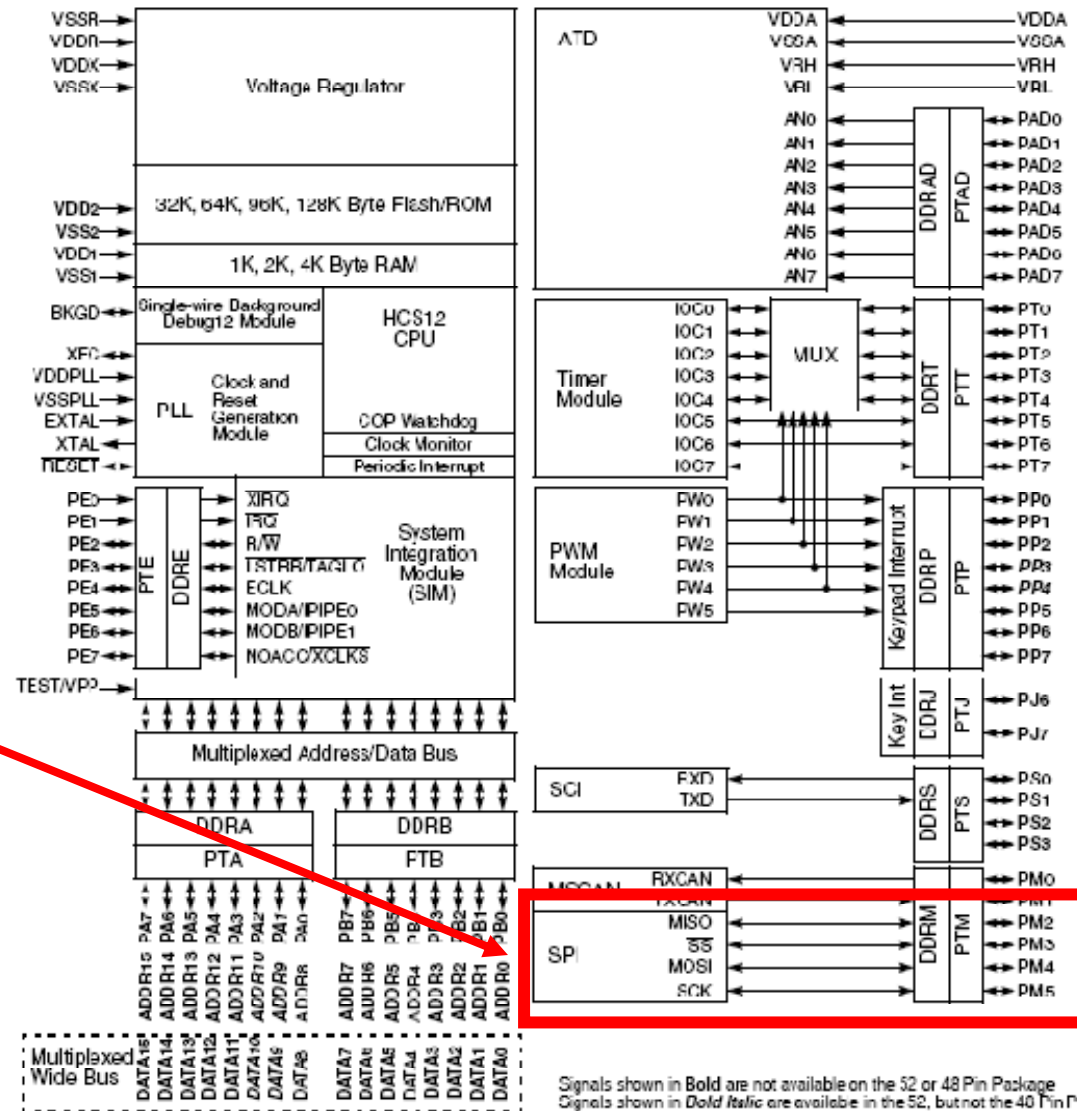 VSSR
VDDR
VDDX
VSSX
Voltage Regulator
32K, 64K, 96K, 128K Byte Flash/ROM
VDD2
VSS2
VDD1
VSS1
1K, 2K, 4K Byte RAM
BKGD
Single-wire Background
Debug12 Module
HCS12
CPU
XFC
VDDPLL
VSSPLL
EXTAL
XTAL
RESET
PLL
Clock and
Reset
Generation
Module
COP Watchdog
Clock Monitor
Periodic Interrupt
PE0
PE1
PE2
PE3
PE4
PE5
PE6
PE7
PTE
DDRE
XIRQ
IRQ
R/W
LSTRB/TAGLO
ECLK
MODA/IPIPE0
MODB/IPIPE1
NOACC/XCLKS
System
Integration
Module
(SIM)
TEST/VPP
Multiplexed Address/Data Bus
DDRA
DDRB
PTA
PTB
PA7 PA6 PA5 PA4 PA3 PA2 PA1 PA0
PB7 PB6 PB5 PB4 PB3 PB2 PB1 PB0
ADDR15 ADDR14 ADDR13 ADDR12 ADDR11 ADDR10 ADDR9 ADDR8
ADDR7 ADDR6 ADDR5 ADDR4 ADDR3 ADDR2 ADDR1 ADDR0
Multiplexed
Wide Bus
DATA15 DATA14 DATA13 DATA12 DATA11 DATA10 DATA9 DATA8
DATA7 DATA6 DATA5 DATA4 DATA3 DATA2 DATA1 DATA0
ATD
VDDA VDDA
VSSA VSSA
VRH VRH
VRL VRL
AN0 PAD0
AN1 PAD1
AN2 PAD2
AN3 PAD3
AN4 PAD4
AN5 PAD5
AN6 PAD6
AN7 PAD7
DDRAD
PTAD
Timer
Module
IOC0 PT0
IOC1 PT1
IOC2 PT2
IOC3 PT3
IOC4 PT4
IOC5 PT5
IOC6 PT6
IOC7 PT7
MUX
DDRT
PTT
PWM
Module
PW0 PP0
PW1 PP1
PW2 PP2
PW3 PP3
PW4 PP4
PW5 PP5
PP6
PP7
Keypad Interrupt
DDRP
PTP
Key Int
DDRJ
PTJ
PJ6
PJ7
SCI
RXD PS0
TXD PS1
PS2
PS3
DDRS
PTS
MSCAN
RXCAN PM0
TXCAN PM1
SPI
MISO PM2
SS PM3
MOSI PM4
SCK PM5
DDRM
PTM
Signals shown in Bold are not available on the 52 or 48 Pin Package
Signals shown in Bold Italic are available in the 52, but not the 48 Pin P